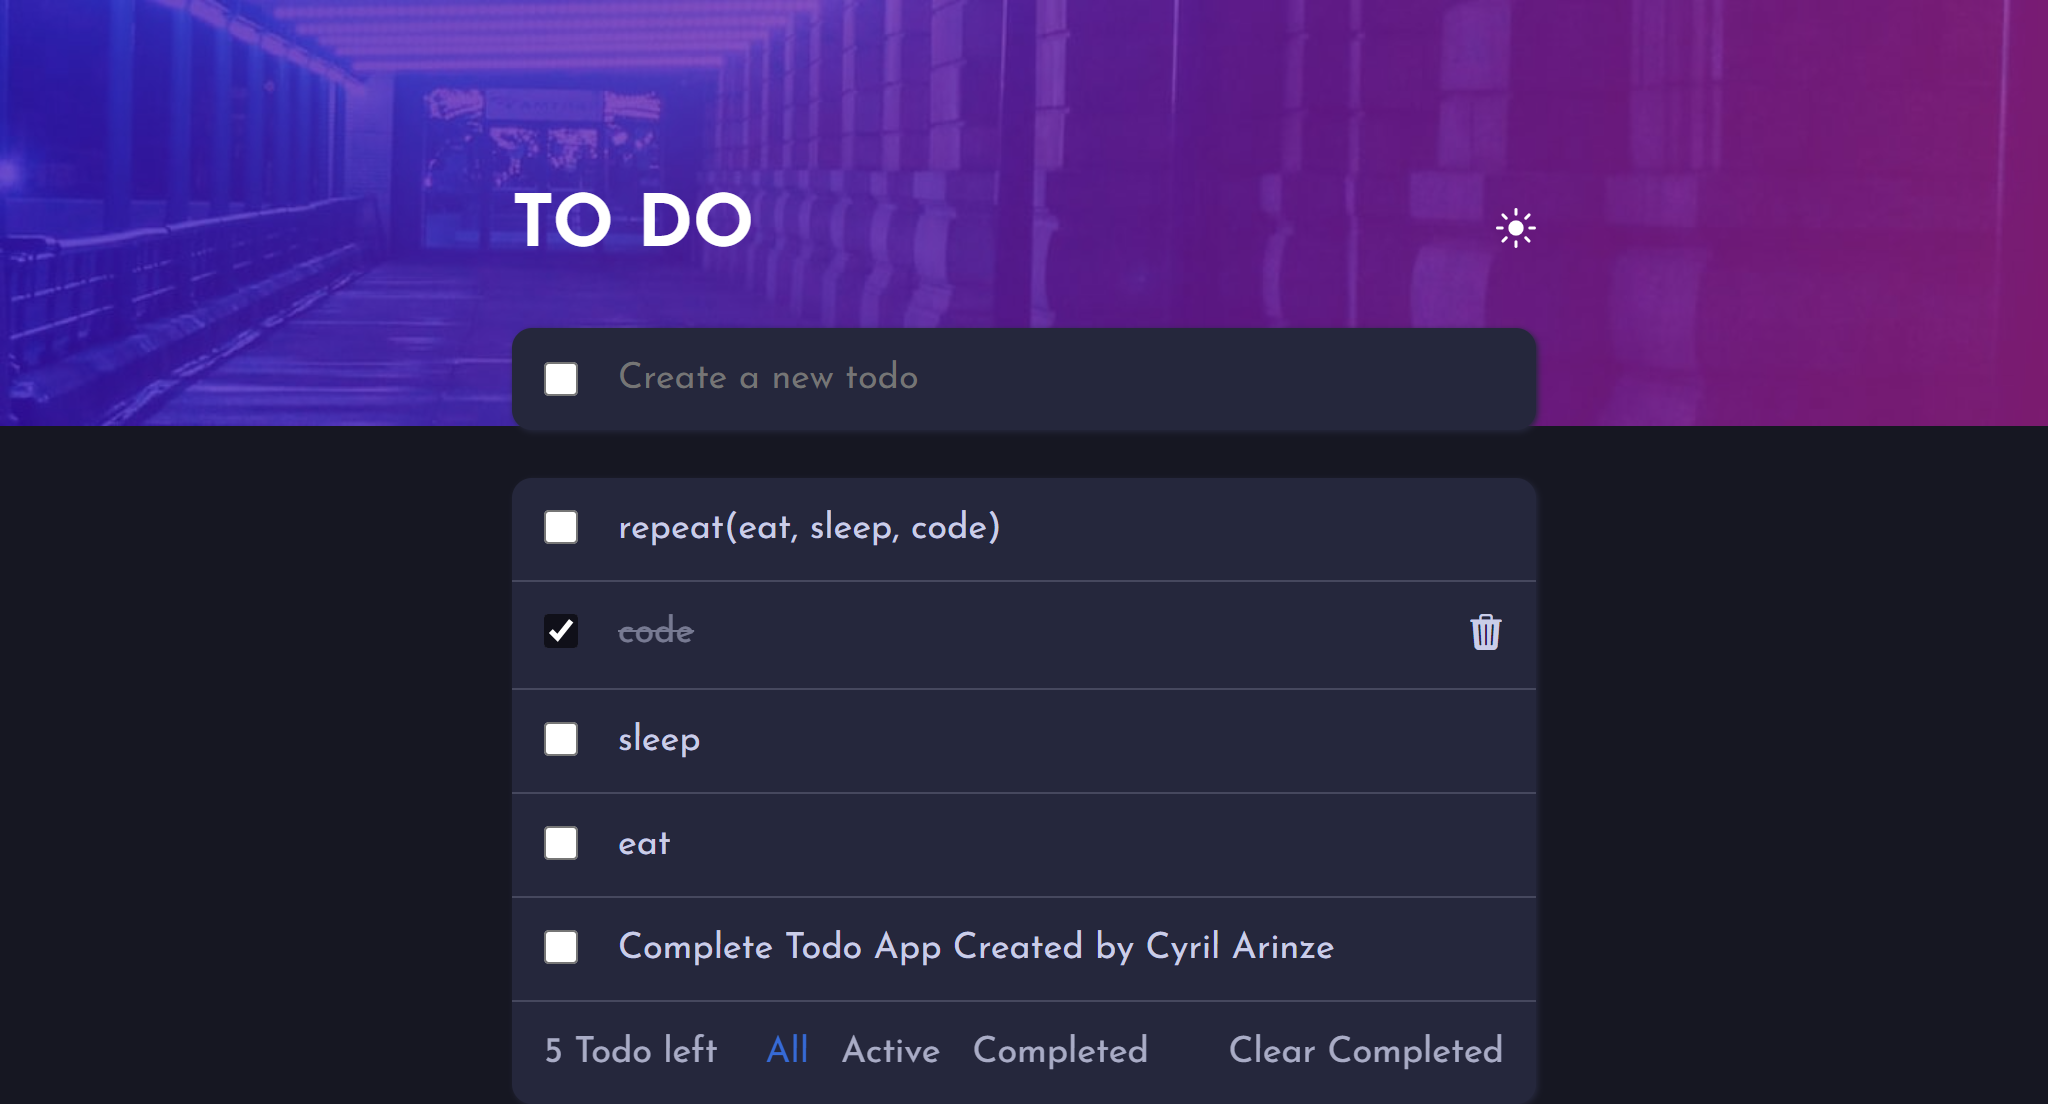 TO DO
Create a new todo
repeat(eat, sleep, code)
code
sleep
eat
Complete Todo App Created by Cyril Arinze
5 Todo left All Active Completed Clear Completed